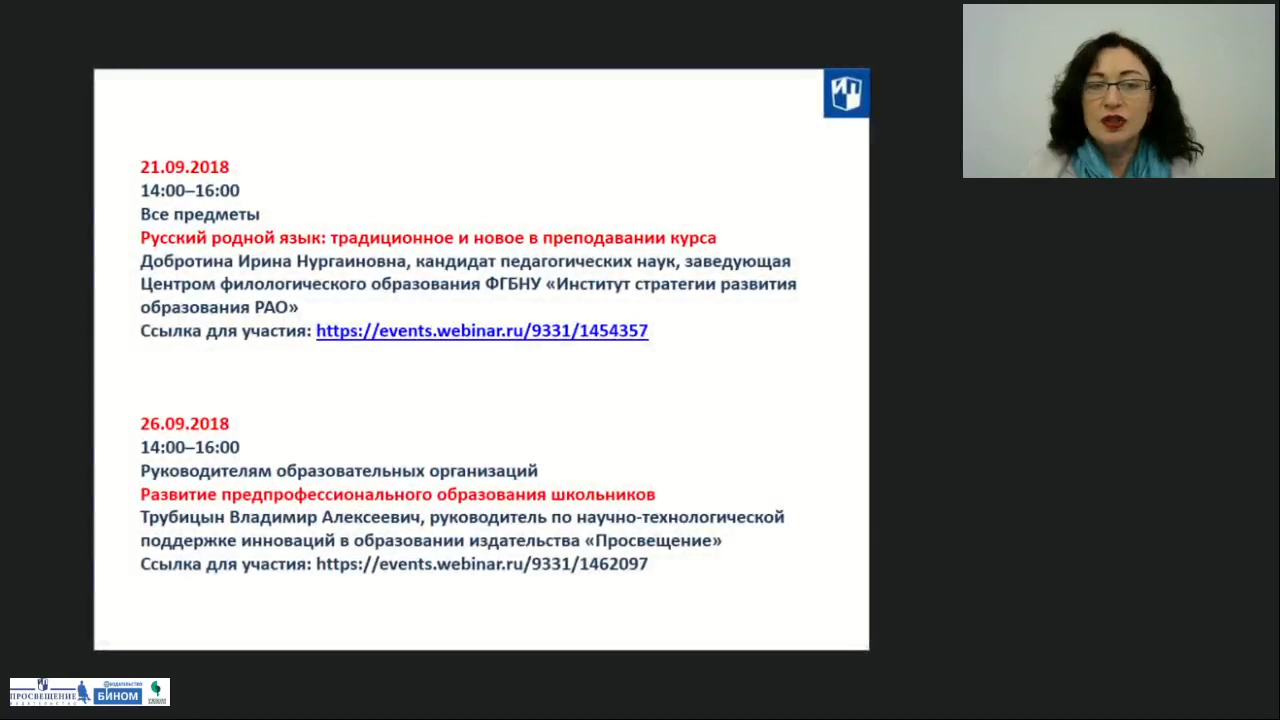 ИП
21.09.2018
14:00–16:00
Все предметы
Русский родной язык: традиционное и новое в преподавании курса
Добротина Ирина Нургаиновна, кандидат педагогических наук, заведующая
Центром филологического образования ФГБНУ «Институт стратегии развития
образования РАО»
Ссылка для участия: https://events.webinar.ru/9331/1454357
26.09.2018
14:00–16:00
Руководителям образовательных организаций
Развитие предпрофессионального образования школьников
Трубицын Владимир Алексеевич, руководитель по научно-технологической
поддержке инноваций в образовании издательства «Просвещение»
Ссылка для участия: https://events.webinar.ru/9331/1462097
ПРОСВЕЩЕНИЕ
ИЗДАТЕЛЬСТВО
ИЗДАТЕЛЬСТВО
БИНОМ